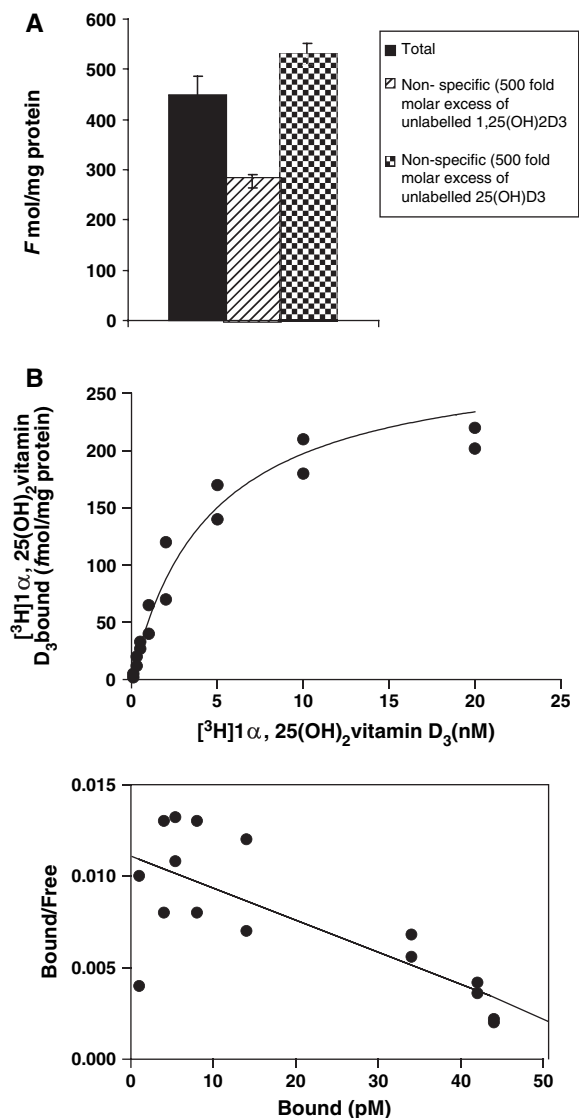 A
600
500
400
300
200
100
0
F mol/mg protein
Total
Non- specific (500 fold
molar excess of
unlabelled 1,25(OH)2D3
Non-specific (500 fold
molar excess of
unlabelled 25(OH)D3
B
250
200
150
100
50
0
[³H]1α, 25(OH)₂vitamin
D₃bound (fmol/mg protein)
0 5 10 15 20 25
[³H]1α, 25(OH)₂vitamin D₃(nM)
0.015
0.010
0.005
0.000
Bound/Free
0 10 20 30 40 50
Bound (pM)